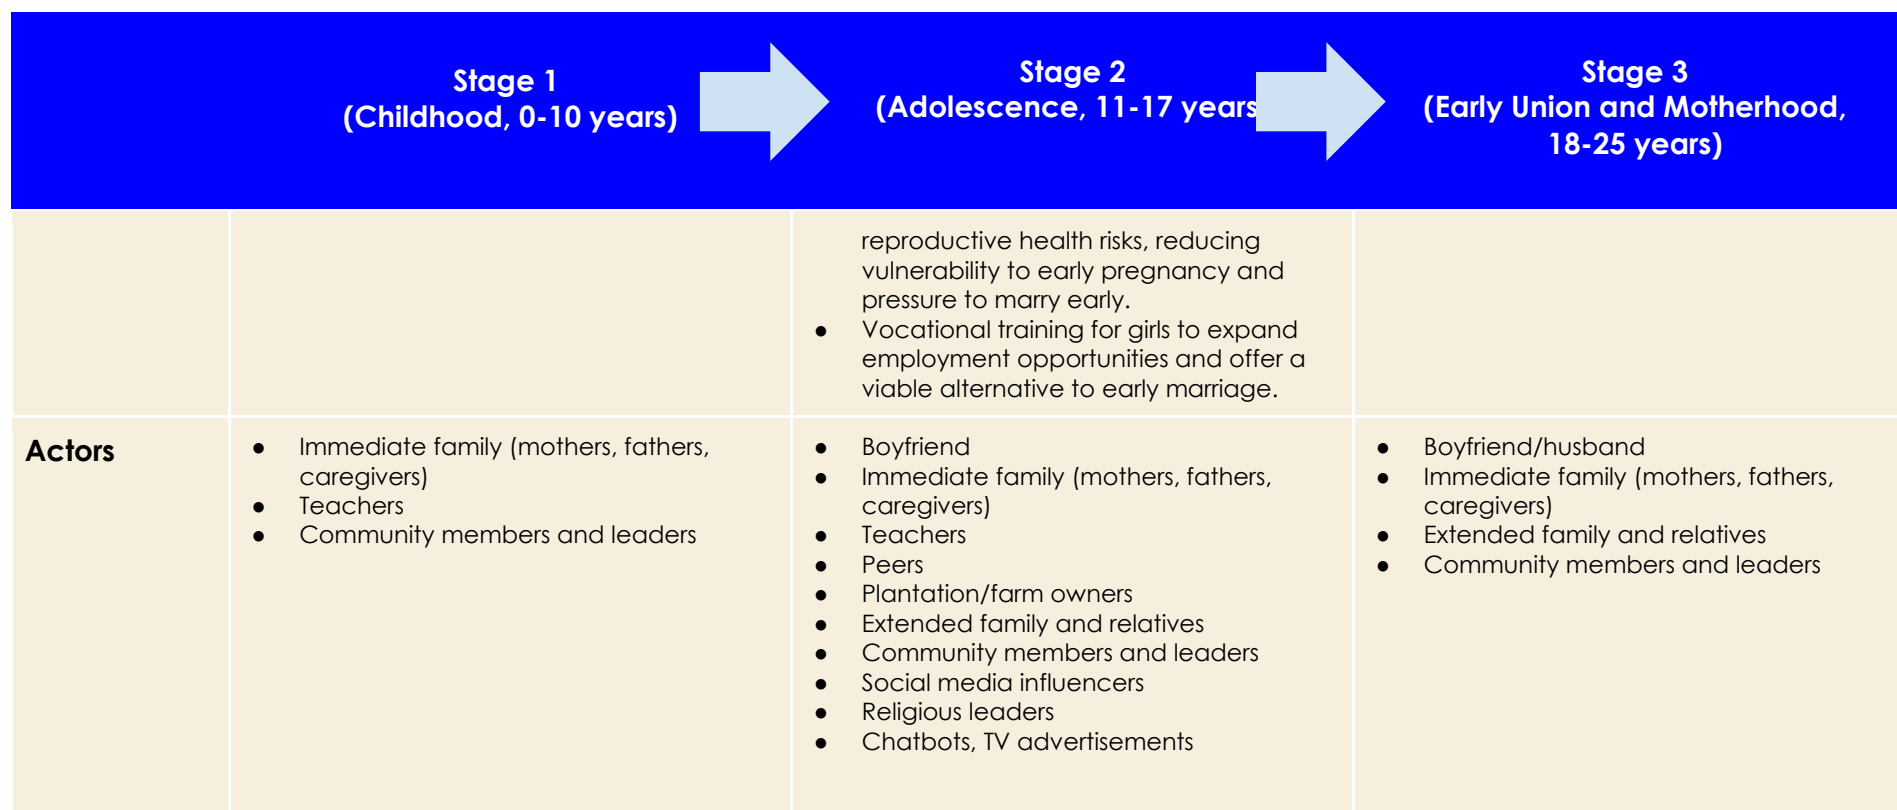 Stage 1
(Childhood, 0-10 years)
Stage 2
(Adolescence, 11-17 years
Stage 3
(Early Union and Motherhood,
18-25 years)
reproductive health risks, reducing
vulnerability to early pregnancy and
pressure to marry early.
● Vocational training for girls to expand
employment opportunities and offer a
viable alternative to early marriage.
Actors
● Immediate family (mothers, fathers,
caregivers)
● Teachers
● Community members and leaders
● Boyfriend
● Immediate family (mothers, fathers,
caregivers)
● Teachers
● Peers
● Plantation/farm owners
● Extended family and relatives
● Community members and leaders
● Social media influencers
● Religious leaders
● Chatbots, TV advertisements
● Boyfriend/husband
● Immediate family (mothers, fathers,
caregivers)
● Extended family and relatives
● Community members and leaders